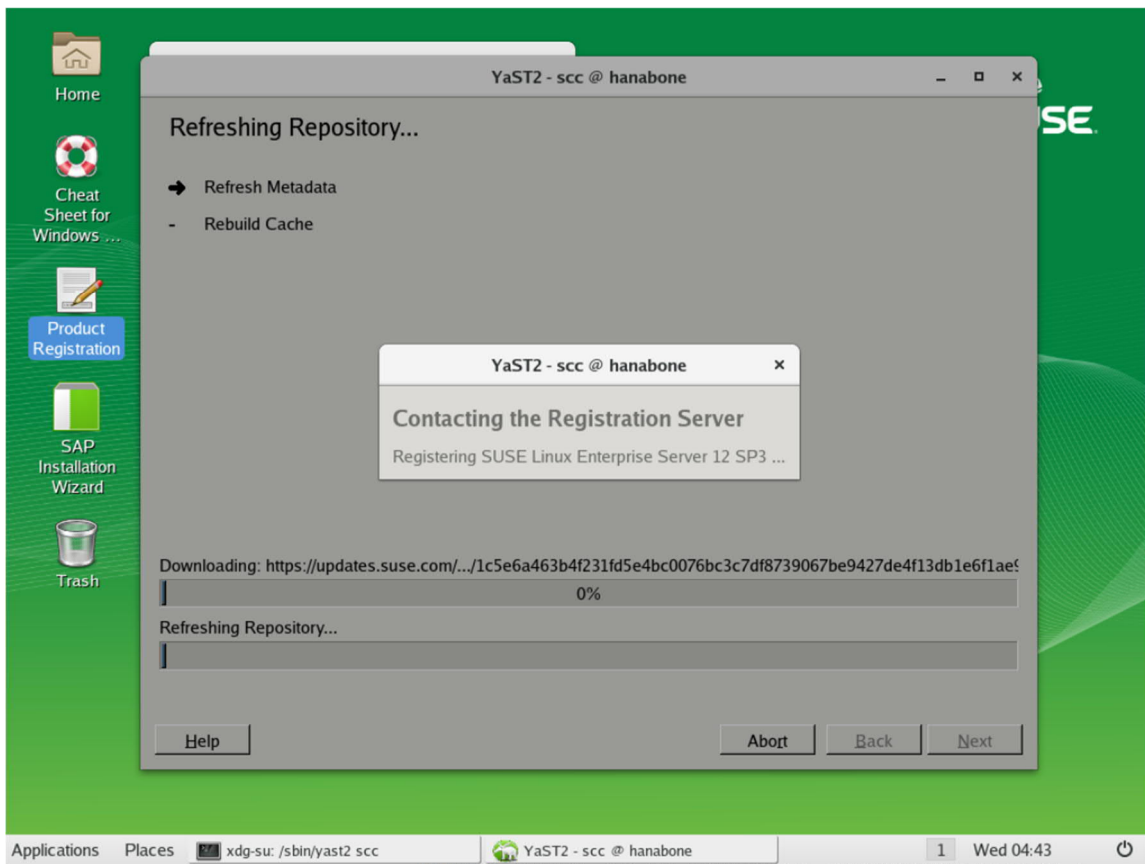 Home
Cheat
Sheet for
Windows ...
Product
Registration
SAP
Installation
Wizard
Trash
SE.
YaST2 - scc @ hanabone
Refreshing Repository...
Refresh Metadata
- Rebuild Cache
YaST2 - scc @ hanabone
Contacting the Registration Server
Registering SUSE Linux Enterprise Server 12 SP3 ...
Downloading: https://updates.suse.com/.../1c5e6a463b4f231fd5e4bc0076bc3c7df8739067be9427de4f13db1e6f1ae9
0%
Refreshing Repository...
Help Abort Back Next
Applications Places xdg-su: /sbin/yast2 scc YaST2 - scc @ hanabone 1 Wed 04:43